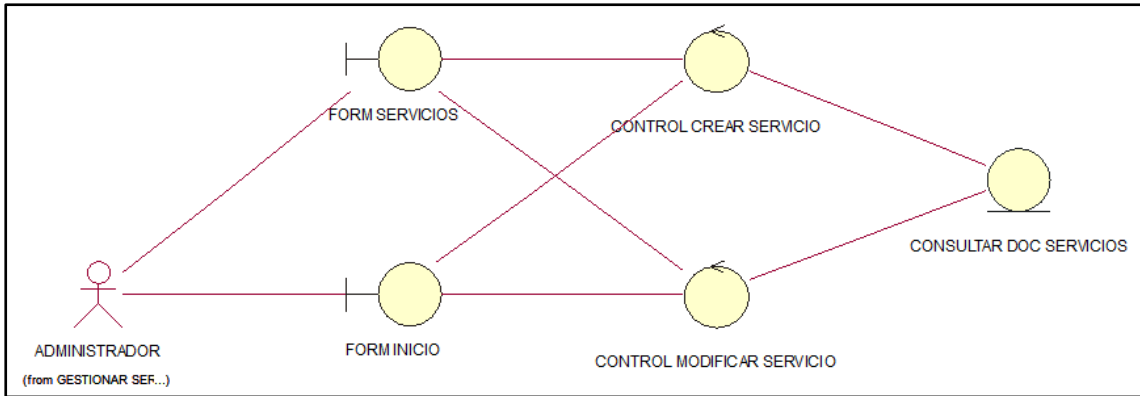 FORM SERVICIOS
CONTROL CREAR SERVICIO
CONSULTAR DOC SERVICIOS
ADMINISTRADOR
(from GESTIONAR SER...)
FORM INICIO
CONTROL MODIFICAR SERVICIO